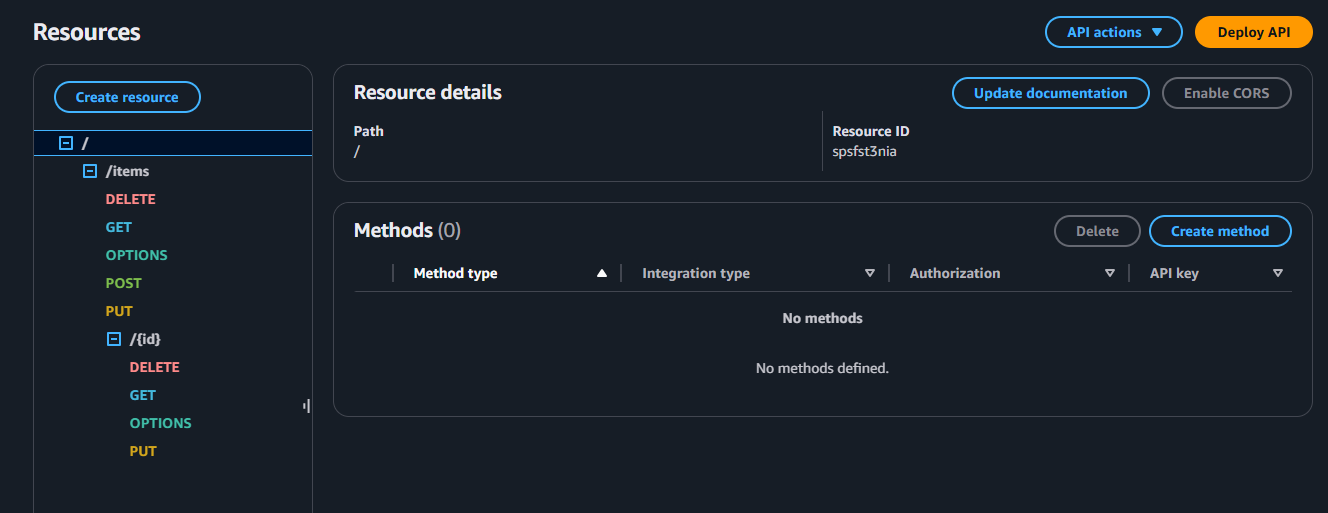 Resources
API actions
Deploy API
Create resource
/
/items
DELETE
GET
OPTIONS
POST
PUT
/{id}
DELETE
GET
OPTIONS
PUT
Resource details
Update documentation
Enable CORS
Path
/
Resource ID
spsfst3nia
Methods (0)
Delete
Create method
Method type
Integration type
Authorization
API key
No methods
No methods defined.